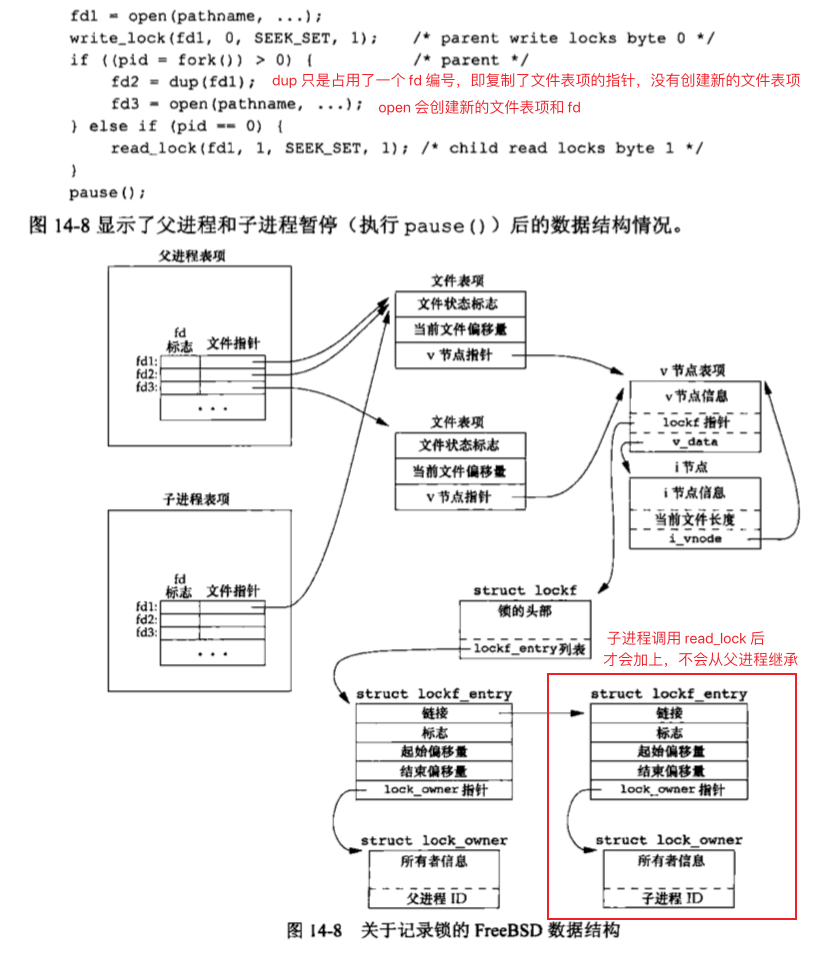 fd1 = open(pathname, ...);
write_lock(fd1, 0, SEEK_SET, 1); /* parent write locks byte 0 */
if ((pid = fork()) > 0) { /* parent */
fd2 = dup(fd1); dup 只是占用了一个 fd 编号，即复制了文件表项的指针，没有创建新的文件表项
fd3 = open(pathname, ...); open 会创建新的文件表项和 fd
} else if (pid == 0) {
read_lock(fd1, 1, SEEK_SET, 1); /* child read locks byte 1 */
}
pause();
图 14-8 显示了父进程和子进程暂停（执行 pause()）后的数据结构情况。
父进程表项
fd
标志 文件指针
fd1:
fd2:
fd3:
...
文件表项
文件状态标志
当前文件偏移量
v 节点指针
文件表项
文件状态标志
当前文件偏移量
v 节点指针
v 节点表项
v 节点信息
lockf 指针
v_data
i 节点
i 节点信息
当前文件长度
i_vnode
子进程表项
fd
标志 文件指针
fd1:
fd2:
fd3:
...
struct lockf
锁的头部
lockf_entry列表
子进程调用 read_lock 后
才会加上，不会从父进程继承
struct lockf_entry
链接
标志
起始偏移量
结束偏移量
lock_owner 指针
struct lock_owner
所有者信息
父进程 ID
struct lockf_entry
链接
标志
起始偏移量
结束偏移量
lock_owner 指针
struct lock_owner
所有者信息
子进程 ID
图 14-8 关于记录锁的 FreeBSD 数据结构